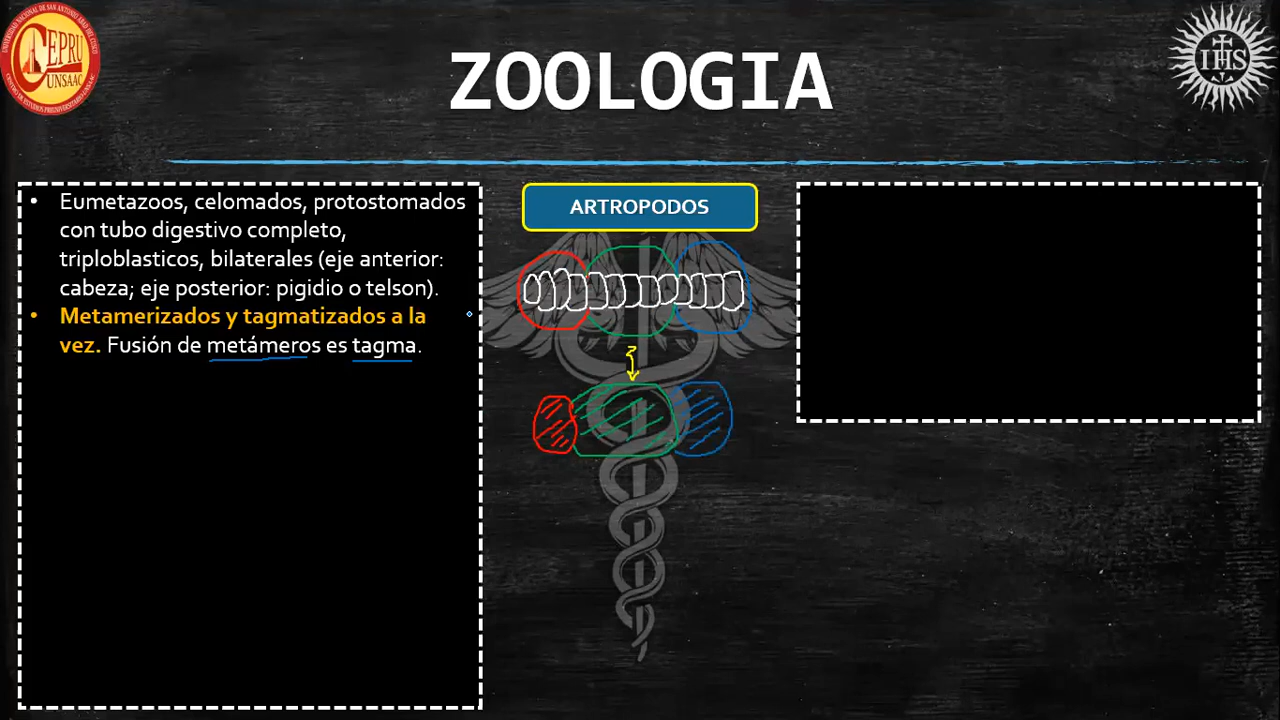 CEPRU
UNSAAC
IHS
ZOOLOGIA
• Eumetazoos, celomados, protostomados
con tubo digestivo completo,
triploblasticos, bilaterales (eje anterior:
cabeza; eje posterior: pigidio o telson).
• Metamerizados y tagmatizados a la
vez. Fusión de metámeros es tagma.
ARTROPODOS